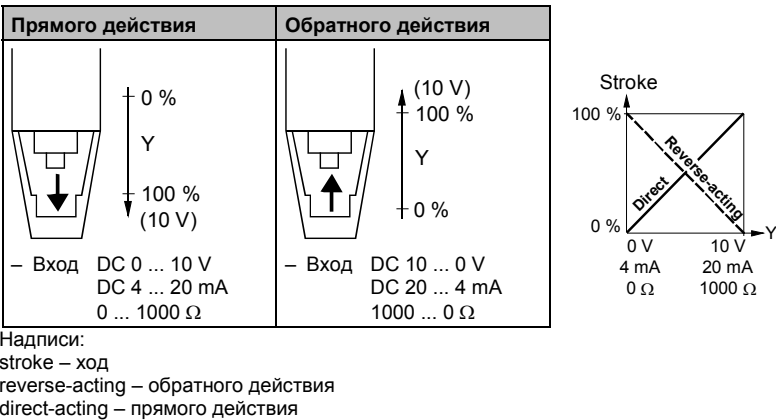 Прямого действия
0 %
Y
100 %
(10 V)
– Вход DC 0 ... 10 V
DC 4 ... 20 mA
0 ... 1000 Ω
Обратного действия
(10 V)
100 %
Y
0 %
– Вход DC 10 ... 0 V
DC 20 ... 4 mA
1000 ... 0 Ω
Stroke
100 %
Reverse-acting
Direct
0 %
Y
0 V 10 V
4 mA 20 mA
0 Ω 1000 Ω
Надписи:
stroke – ход
reverse-acting – обратного действия
direct-acting – прямого действия